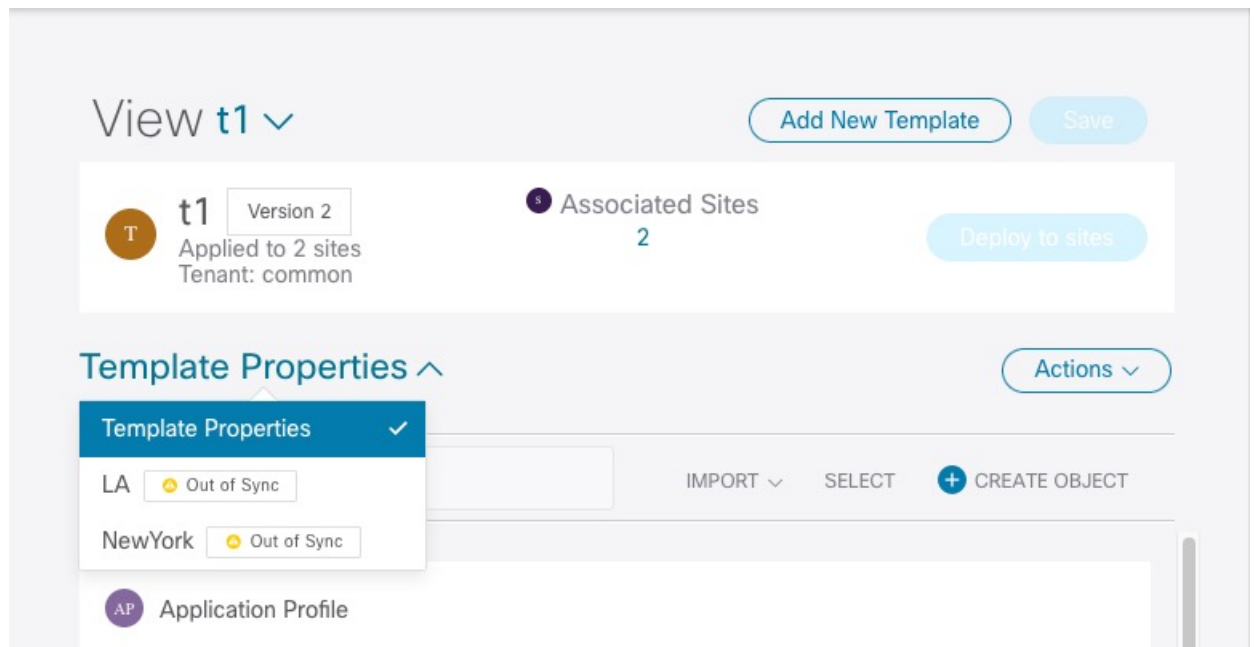 View t1
Add New Template
Save
T
t1
Version 2
Applied to 2 sites
Tenant: common
S
Associated Sites
2
Deploy to sites
Template Properties
Actions
Template Properties
LA
Out of Sync
IMPORT
SELECT
+ CREATE OBJECT
NewYork
Out of Sync
AP
Application Profile